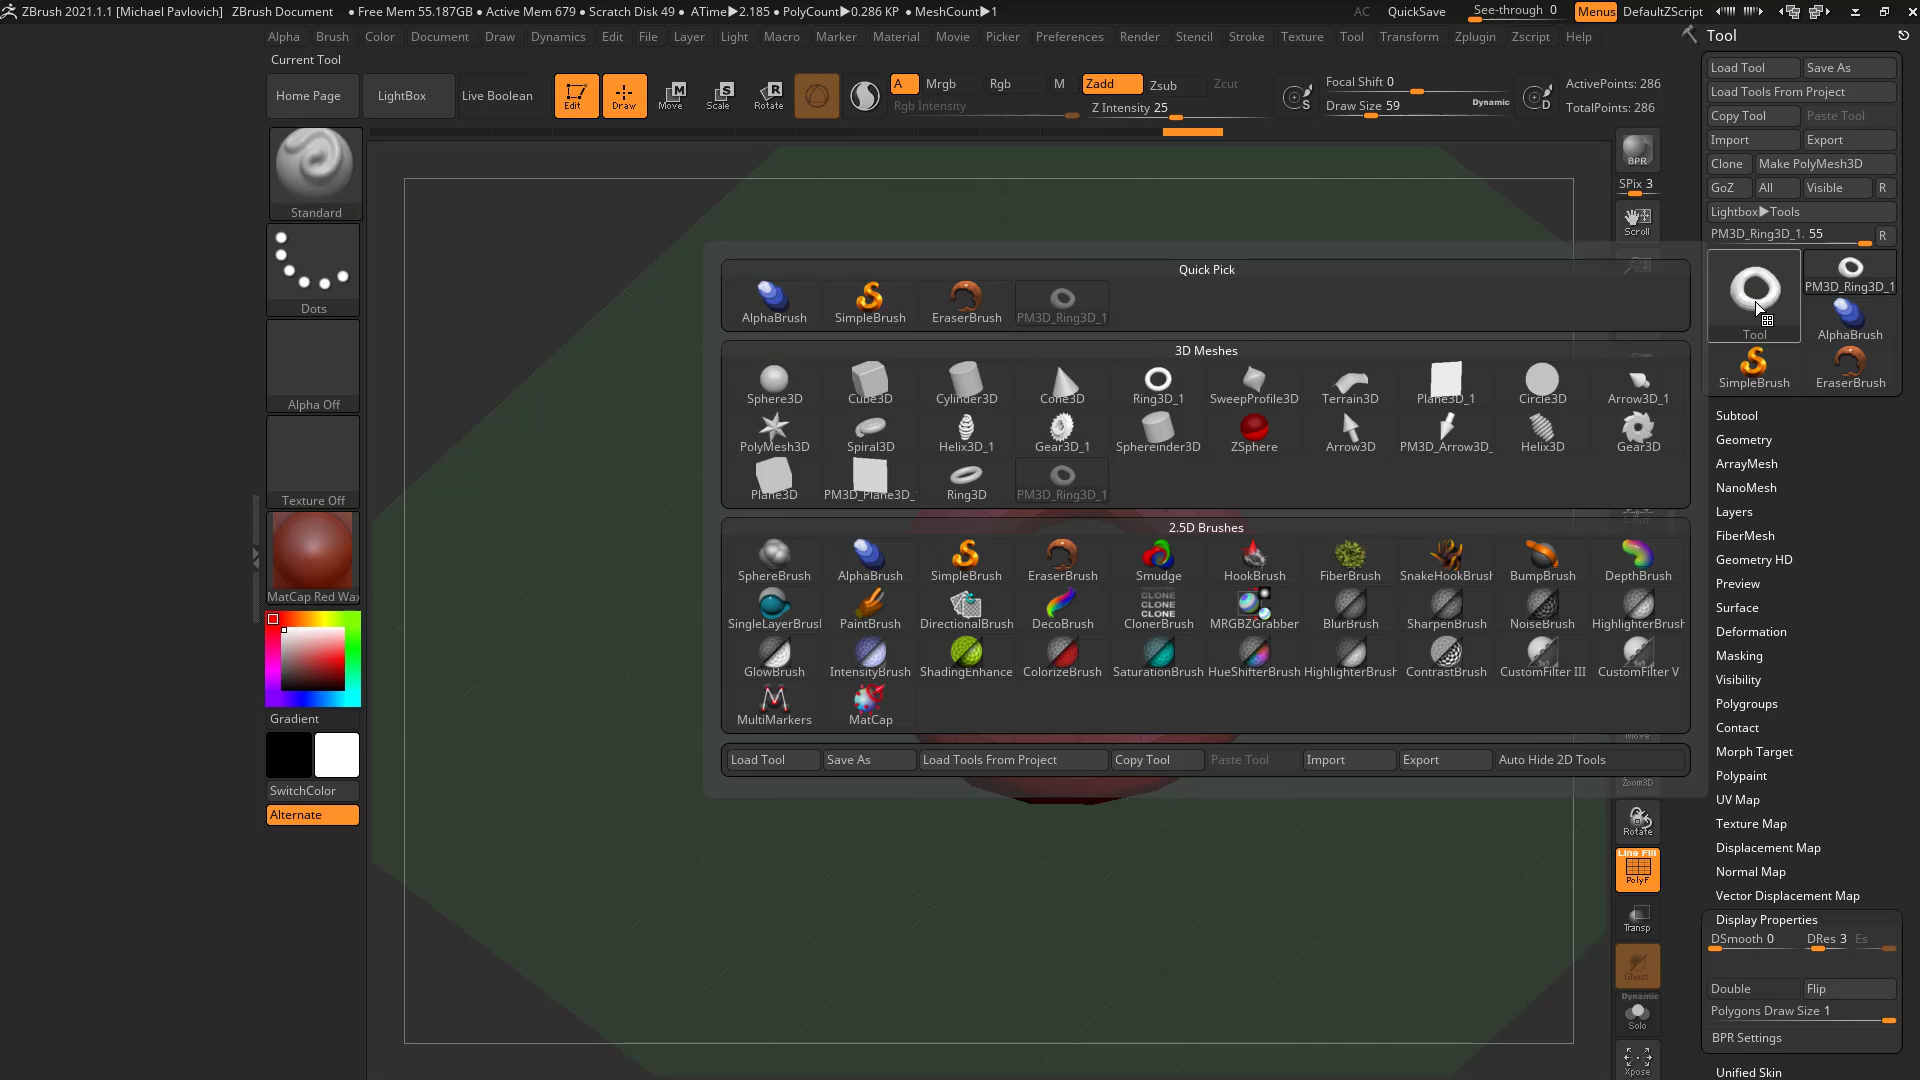 ZBrush 2021.1.1 [Michael Pavlovich] ZBrush Document • Free Mem 55.187GB • Active Mem 679 • Scratch Disk 49 • ATime▶2.185 • PolyCount▶0.286 KP • MeshCount▶1 AC QuickSave See-through 0 Menus DefaultZScript
Alpha Brush Color Document Draw Dynamics Edit File Layer Light Macro Marker Material Movie Picker Preferences Render Stencil Stroke Texture Tool Transform Zplugin Zscript Help
Current Tool
Home Page LightBox Live Boolean Edit Draw Move Scale Rotate
A Mrgb Rgb M Zadd Zsub Zcut
Rgb Intensity Z Intensity 25
S Focal Shift 0
Draw Size 59 Dynamic D
ActivePoints: 286
TotalPoints: 286
Standard
Dots
Alpha Off
Texture Off
MatCap Red Wax
Gradient
SwitchColor
Alternate
Quick Pick
AlphaBrush SimpleBrush EraserBrush PM3D_Ring3D_1
3D Meshes
Sphere3D Cube3D Cylinder3D Cone3D Ring3D_1 SweepProfile3D Terrain3D Plane3D_1 Circle3D Arrow3D_1
PolyMesh3D Spiral3D Helix3D_1 Gear3D_1 Sphereinder3D ZSphere Arrow3D PM3D_Arrow3D_ Helix3D Gear3D
Plane3D PM3D_Plane3D_ Ring3D PM3D_Ring3D_1
2.5D Brushes
SphereBrush AlphaBrush SimpleBrush EraserBrush Smudge HookBrush FiberBrush SnakeHookBrush BumpBrush DepthBrush
CLONE
CLONE
CLONE
SingleLayerBrush PaintBrush DirectionalBrush DecoBrush ClonerBrush MRGBZGrabber BlurBrush SharpenBrush NoiseBrush HighlighterBrush
GlowBrush IntensityBrush ShadingEnhance ColorizeBrush SaturationBrush HueShifterBrush HighlighterBrush ContrastBrush CustomFilter III CustomFilter V
MultiMarkers MatCap
Load Tool Save As Load Tools From Project Copy Tool Paste Tool Import Export Auto Hide 2D Tools
BPR
SPix 3
Scroll
Move
Zoom3D
Rotate
Line Fill
PolyF
Transp
Ghost
Dynamic
Solo
Xpose
Tool
Load Tool Save As
Load Tools From Project
Copy Tool Paste Tool
Import Export
Clone Make PolyMesh3D
GoZ All Visible R
Lightbox▶Tools
PM3D_Ring3D_1. 55 R
PM3D_Ring3D_1
Tool AlphaBrush
SimpleBrush EraserBrush
Subtool
Geometry
ArrayMesh
NanoMesh
Layers
FiberMesh
Geometry HD
Preview
Surface
Deformation
Masking
Visibility
Polygroups
Contact
Morph Target
Polypaint
UV Map
Texture Map
Displacement Map
Normal Map
Vector Displacement Map
Display Properties
DSmooth 0 DRes 3 Es
Double Flip
Polygons Draw Size 1
BPR Settings
Unified Skin